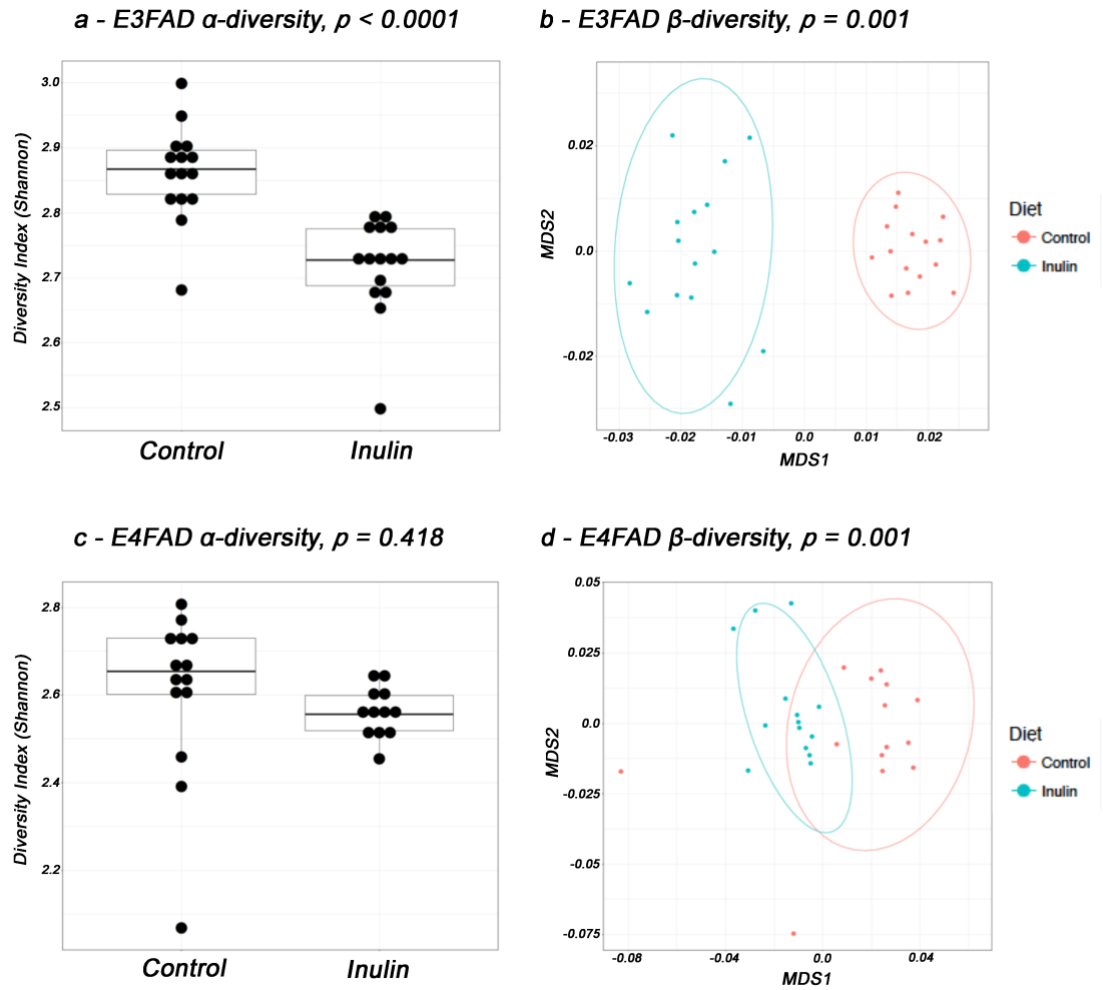 a - E3FAD α-diversity, p < 0.0001
Diversity Index (Shannon)
3.0
2.9
2.8
2.7
2.6
2.5
Control
Inulin
b - E3FAD β-diversity, p = 0.001
MDS2
0.02
0.0
-0.02
-0.03
-0.02
-0.01
0.0
0.01
0.02
MDS1
Diet
Control
Inulin
c - E4FAD α-diversity, p = 0.418
Diversity Index (Shannon)
2.8
2.6
2.4
2.2
Control
Inulin
d - E4FAD β-diversity, p = 0.001
MDS2
0.05
0.025
0.0
-0.025
-0.05
-0.075
-0.08
-0.04
0.0
0.04
MDS1
Diet
Control
Inulin